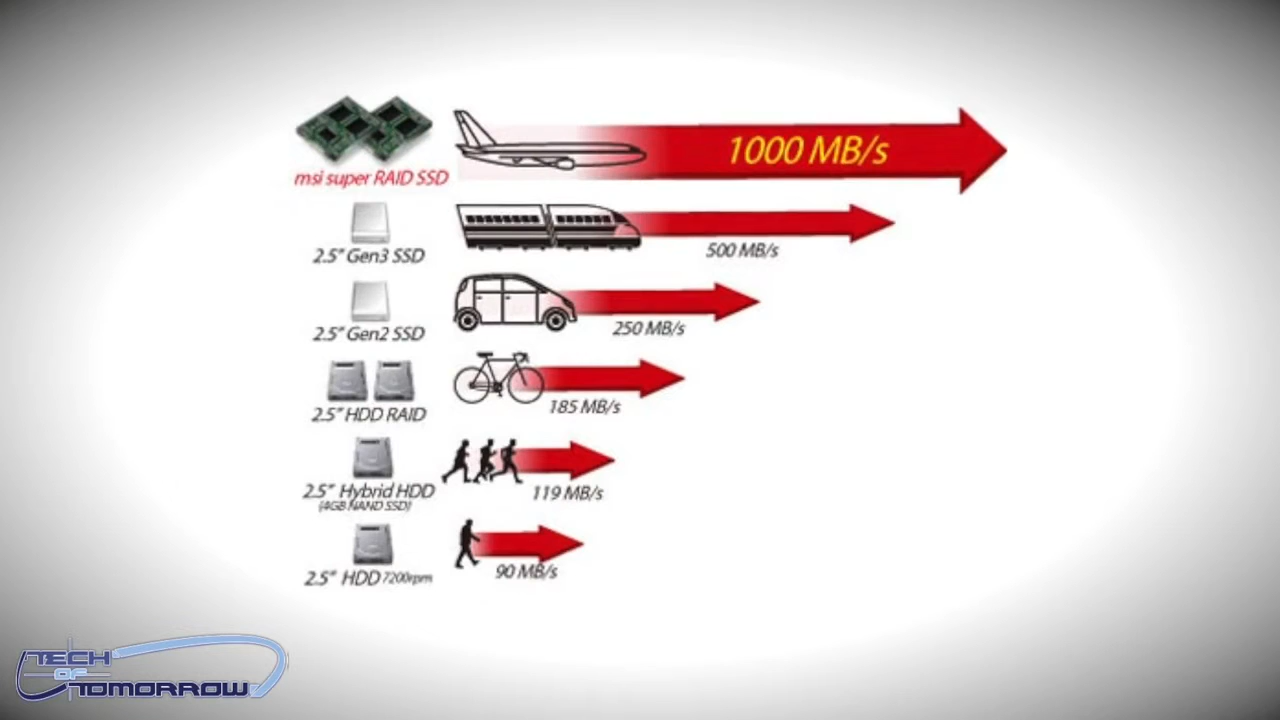 1000 MB/s
msi super RAID SSD
2.5" Gen3 SSD
500 MB/s
2.5" Gen2 SSD
250 MB/s
2.5" HDD RAID
185 MB/s
2.5" Hybrid HDD
(4GB NAND SSD)
119 MB/s
2.5" HDD 7200rpm
90 MB/s
TECH
OF
TOMORROW